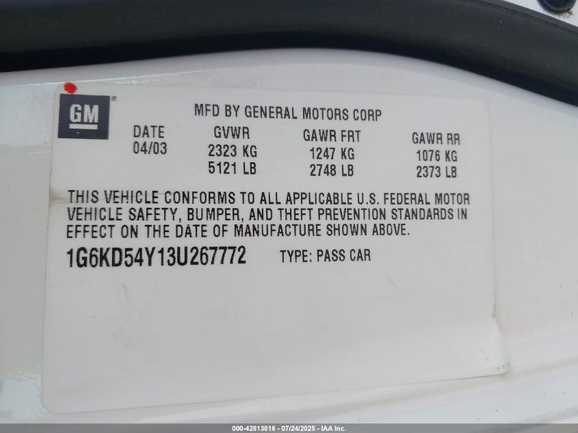 GM
MFD BY GENERAL MOTORS CORP
DATE GVWR GAWR FRT GAWR RR
04/03 2323 KG 1247 KG 1076 KG
5121 LB 2748 LB 2373 LB
THIS VEHICLE CONFORMS TO ALL APPLICABLE U.S. FEDERAL MOTOR
VEHICLE SAFETY, BUMPER, AND THEFT PREVENTION STANDARDS IN
EFFECT ON THE DATE OF MANUFACTURE SHOWN ABOVE.
1G6KD54Y13U267772 TYPE: PASS CAR
000-42813818 - 07/24/2025 - IAA Inc.